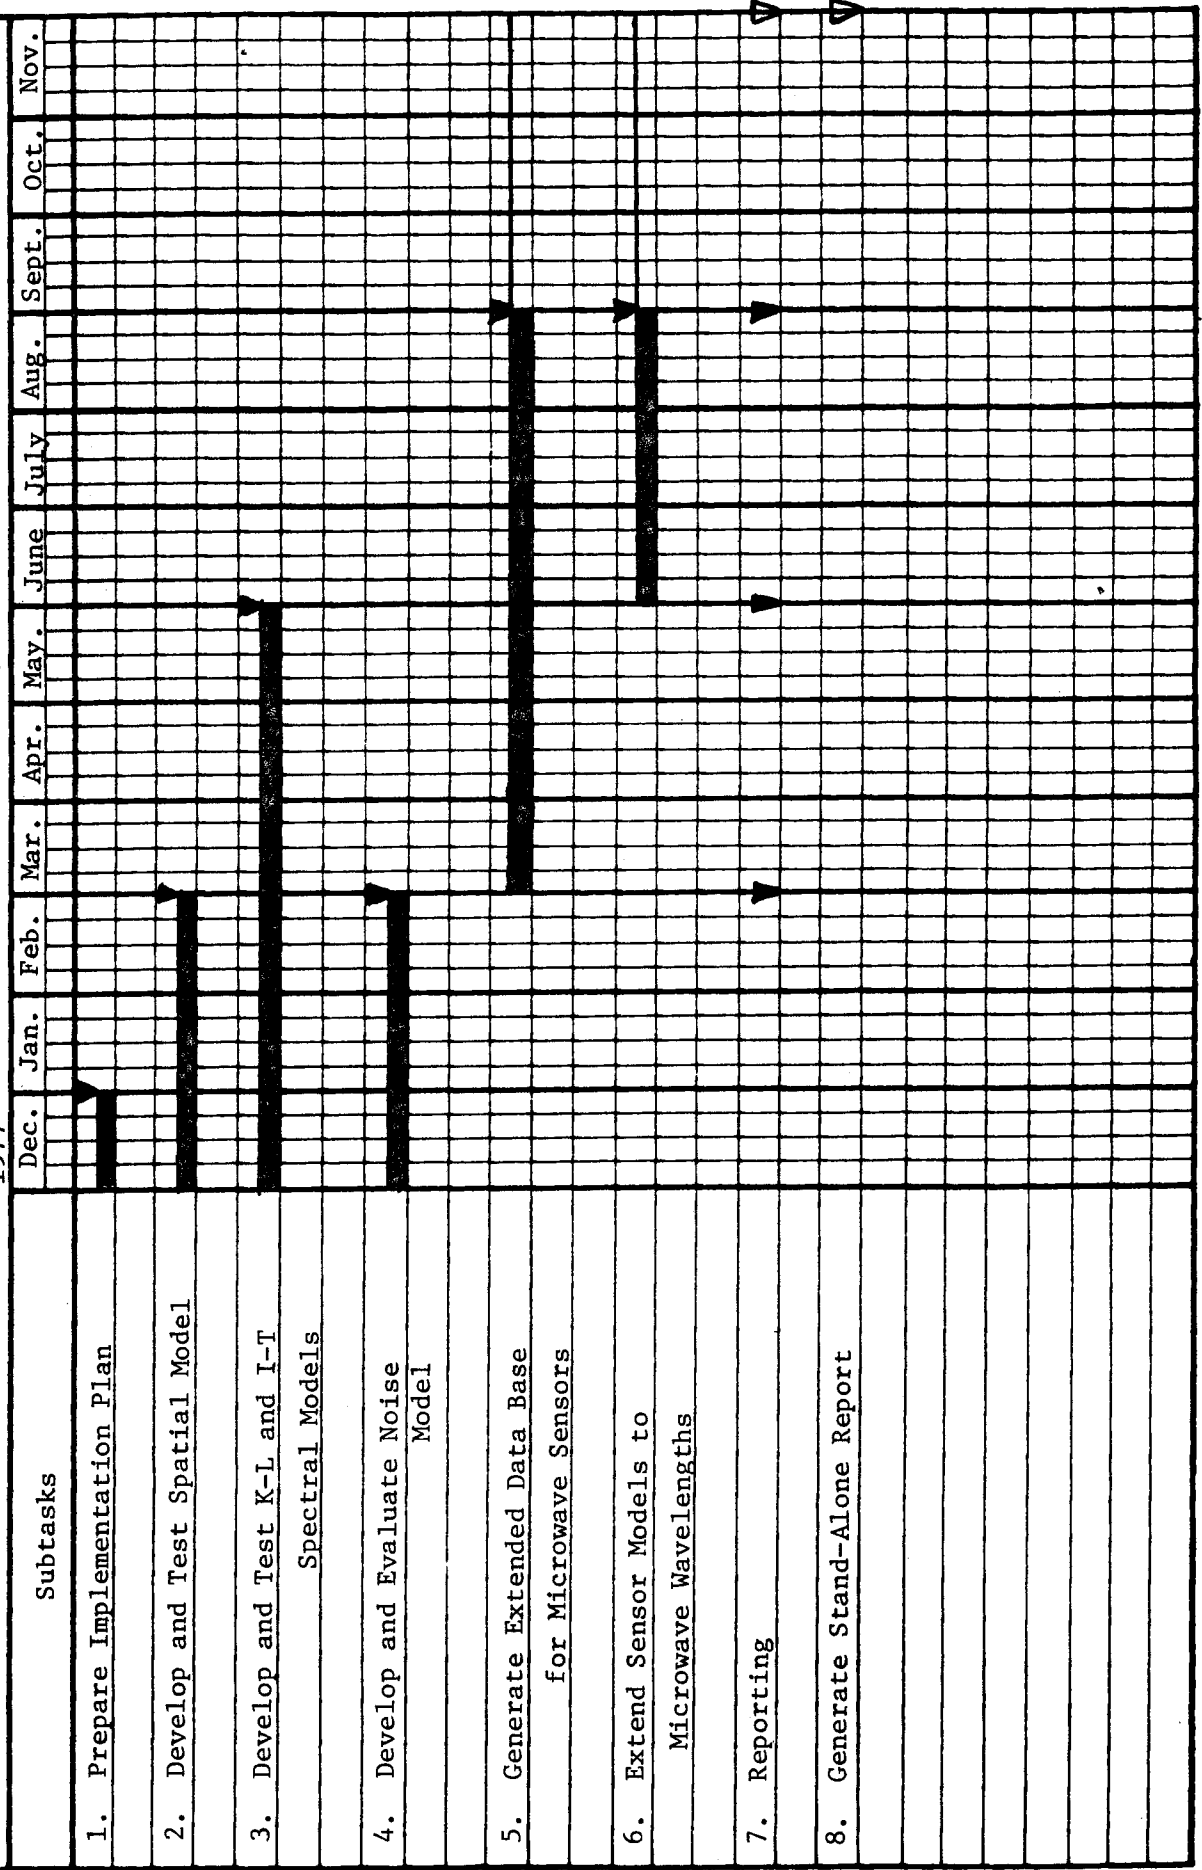 Subtasks
Dec. Jan. Feb. Mar. Apr. May. June July Aug. Sept. Oct. Nov.
1. Prepare Implementation Plan
2. Develop and Test Spatial Model
3. Develop and Test K-L and I-T
Spectral Models
4. Develop and Evaluate Noise
Model
5. Generate Extended Data Base
for Microwave Sensors
6. Extend Sensor Models to
Microwave Wavelengths
7. Reporting
8. Generate Stand-Alone Report